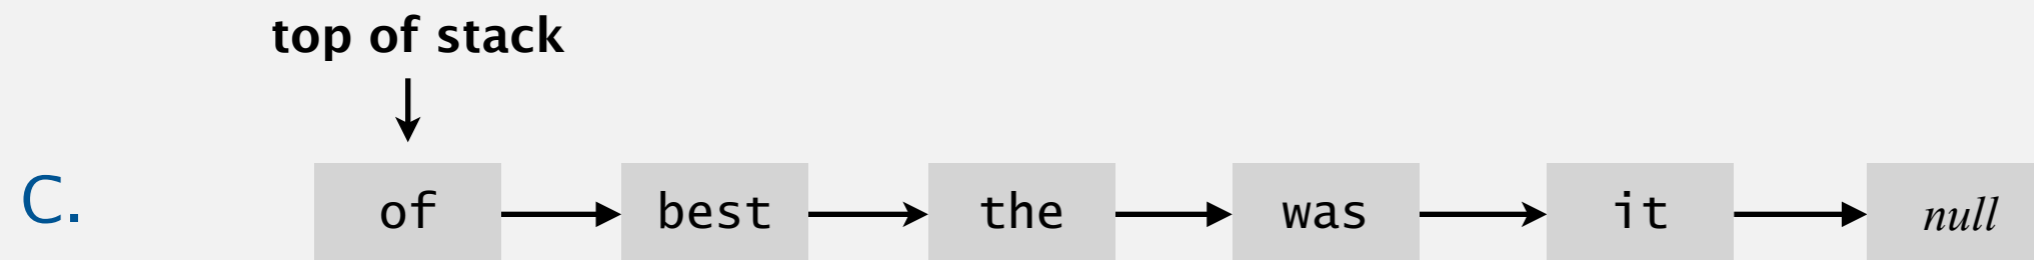 top of stack
C. of best the was it null